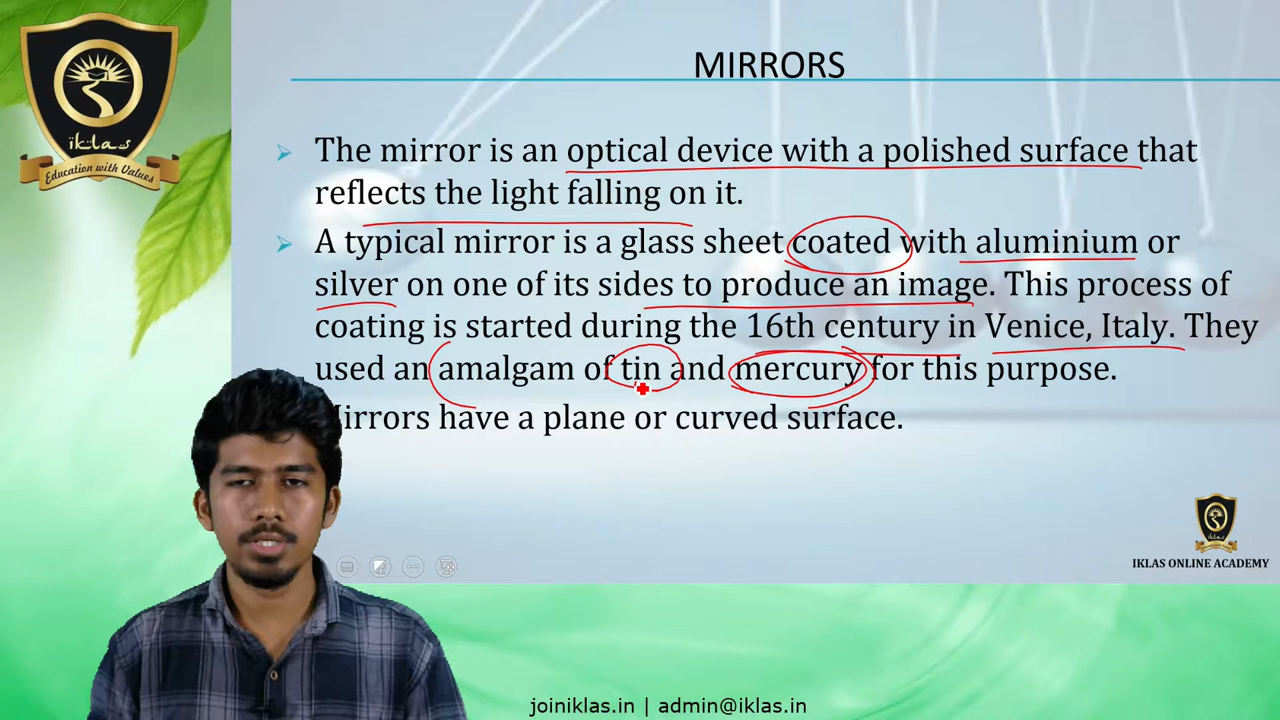 iklas
Education with Values
MIRRORS
The mirror is an optical device with a polished surface that
reflects the light falling on it.
A typical mirror is a glass sheet coated with aluminium or
silver on one of its sides to produce an image. This process of
coating is started during the 16th century in Venice, Italy. They
used an amalgam of tin and mercury for this purpose.
Mirrors have a plane or curved surface.
IKLAS ONLINE ACADEMY
joiniklas.in | admin@iklas.in